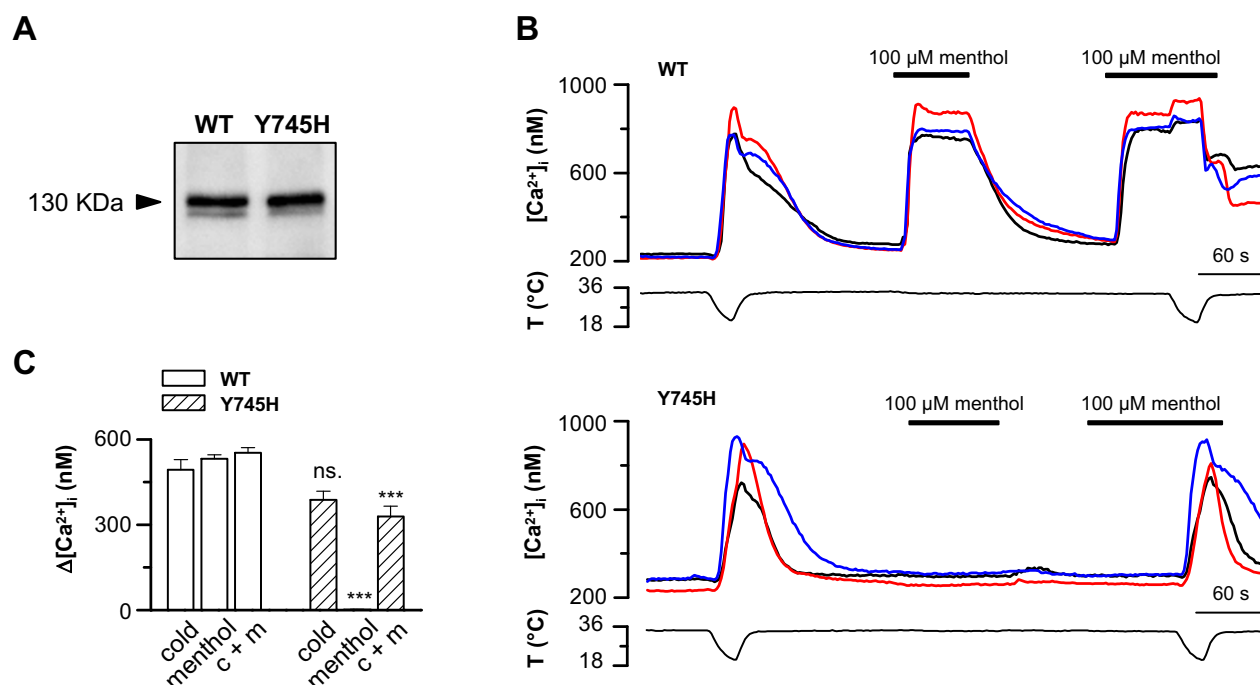 A
WT Y745H
130 KDa
B
WT
100 µM menthol 100 µM menthol
1000
600
200
[Ca²⁺]ᵢ (nM)
60 s
36
18
T (°C)
Y745H
100 µM menthol 100 µM menthol
1000
600
200
[Ca²⁺]ᵢ (nM)
60 s
36
18
T (°C)
C
WT
Y745H
600
300
0
Δ[Ca²⁺]ᵢ (nM)
ns.
***
***
cold menthol c + m cold menthol c + m